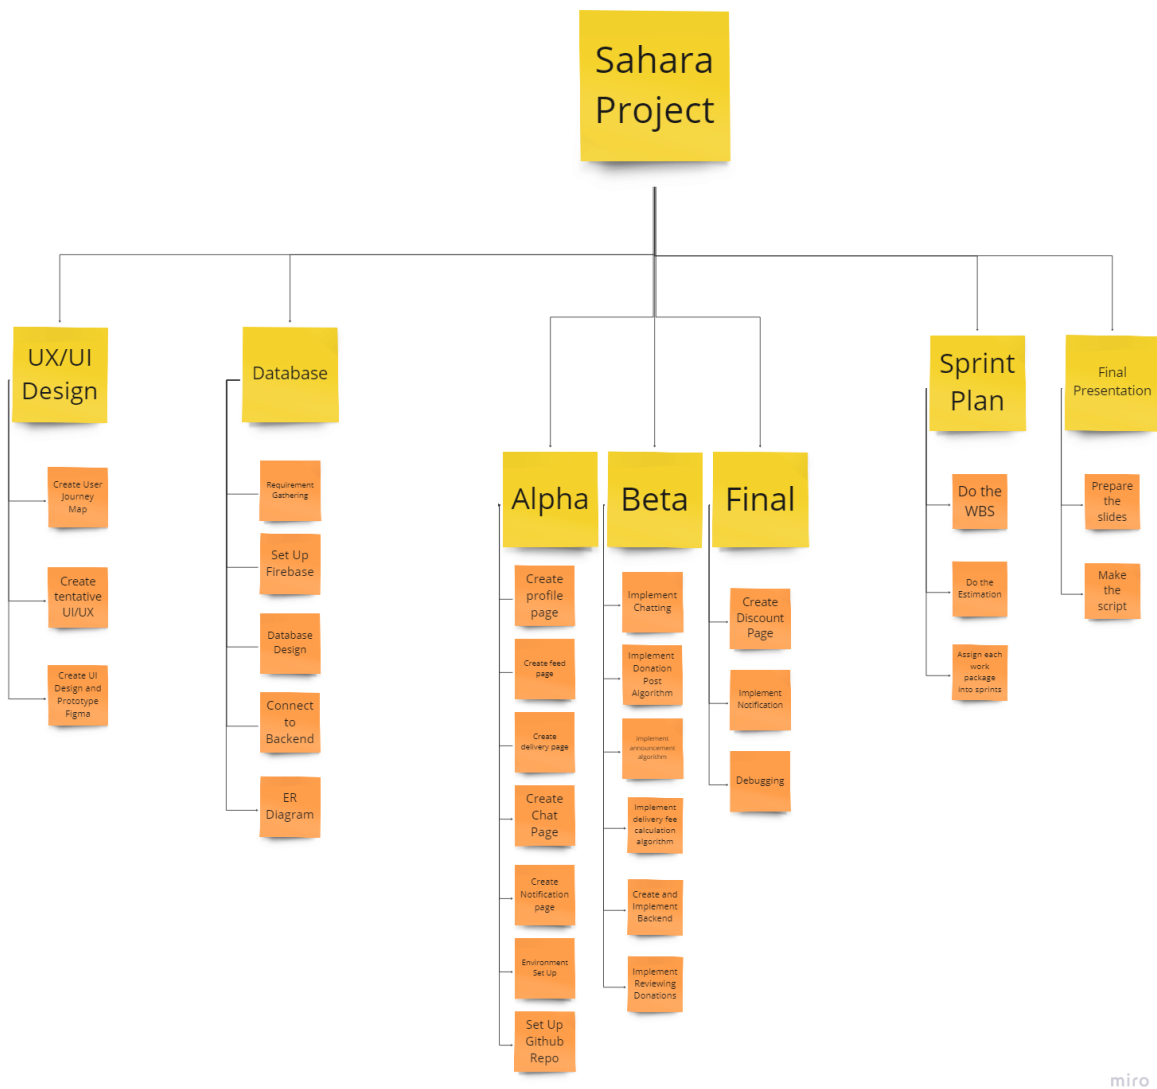 Sahara
Project
UX/UI
Design
Create User
Journey
Map
Create
tentative
UI/UX
Create UI
Design and
Prototype
Figma
Database
Requirement
Gathering
Set Up
Firebase
Database
Design
Connect
to
Backend
ER
Diagram
Alpha
Create
profile
page
Create feed
page
Create
delivery page
Create
Chat
Page
Create
Notification
page
Environment
Set Up
Set Up
Github
Repo
Beta
Implement
Chatting
Implement
Donation
Post
Algorithm
Implement
announcement
algorithm
Implement
delivery fee
calculation
algorithm
Create and
Implement
Backend
Implement
Reviewing
Donations
Final
Create
Discount
Page
Implement
Notification
Debugging
Sprint
Plan
Do the
WBS
Do the
Estimation
Assign each
work
package
into sprints
Final
Presentation
Prepare
the
slides
Make
the
script
miro